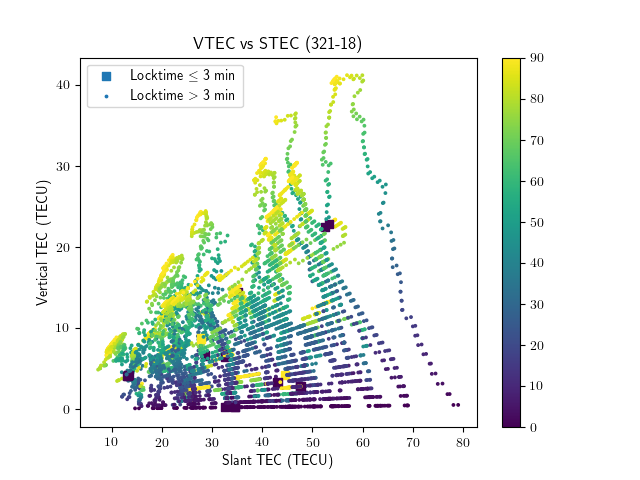 VTEC vs STEC (321-18)
Locktime ≤ 3 min
Locktime > 3 min
Vertical TEC (TECU)
40
30
20
10
0
10 20 30 40 50 60 70 80
Slant TEC (TECU)
90
80
70
60
50
40
30
20
10
0